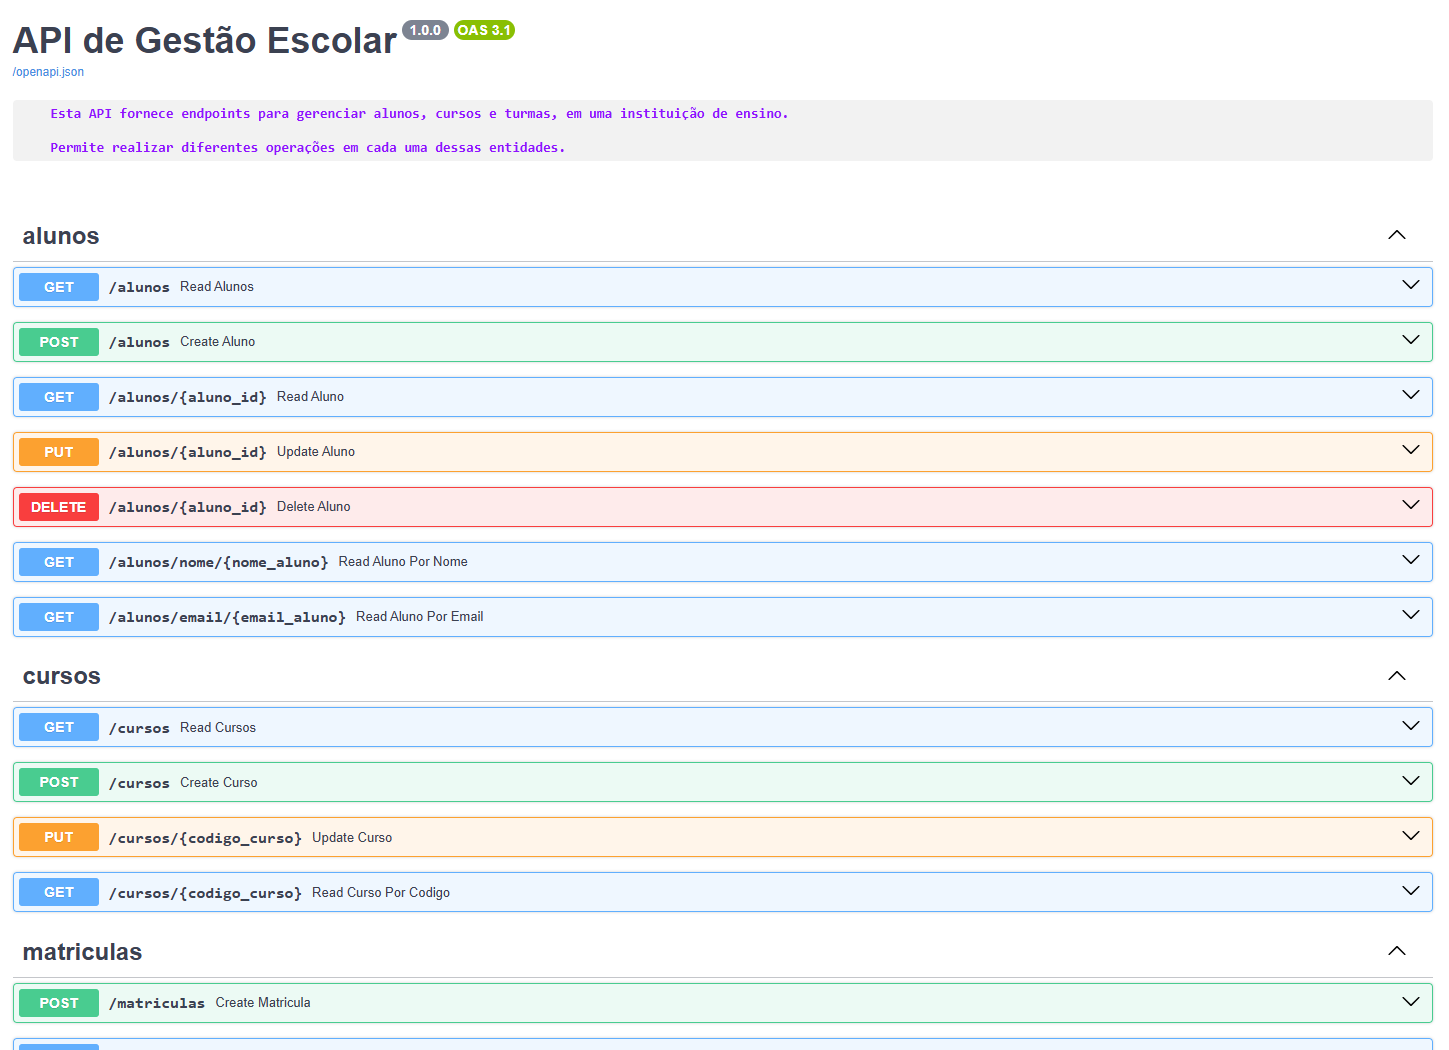 API de Gestão Escolar 1.0.0 OAS 3.1
/openapi.json
Esta API fornece endpoints para gerenciar alunos, cursos e turmas, em uma instituição de ensino.
Permite realizar diferentes operações em cada uma dessas entidades.
alunos
GET /alunos Read Alunos
POST /alunos Create Aluno
GET /alunos/{aluno_id} Read Aluno
PUT /alunos/{aluno_id} Update Aluno
DELETE /alunos/{aluno_id} Delete Aluno
GET /alunos/nome/{nome_aluno} Read Aluno Por Nome
GET /alunos/email/{email_aluno} Read Aluno Por Email
cursos
GET /cursos Read Cursos
POST /cursos Create Curso
PUT /cursos/{codigo_curso} Update Curso
GET /cursos/{codigo_curso} Read Curso Por Codigo
matriculas
POST /matriculas Create Matricula